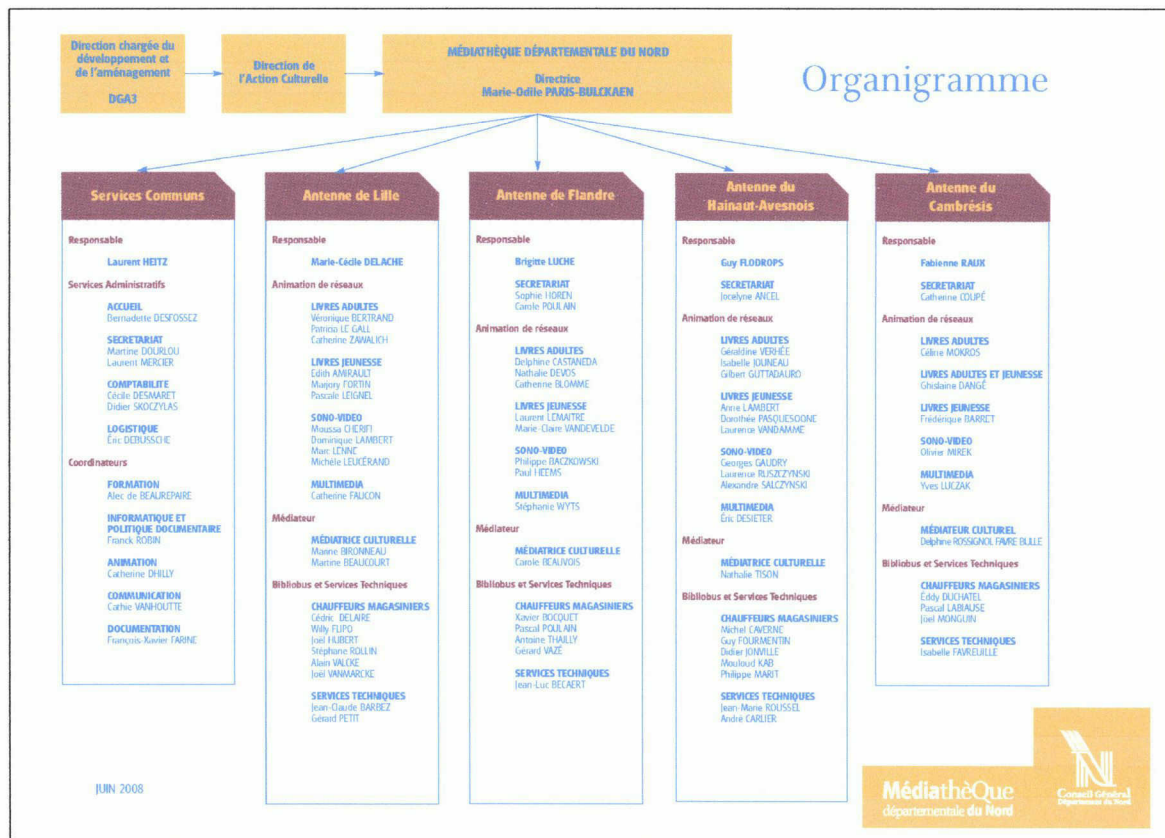 Direction chargée du
développement et
de l'aménagement
DGA3
Direction de
l'Action Culturelle
MÉDIATHÈQUE DÉPARTEMENTALE DU NORD
Directrice
Marie-Odile PARIS-BULCKAEN
Organigramme
Services Communs
Responsable
Laurent HEITZ
Services Administratifs
ACCUEIL
Bernadette DESFOSSEZ
SECRETARIAT
Martine DOURLOU
Laurent MERCIER
COMPTABILITE
Cécile DESMARET
Didier SKOCZYLAS
LOGISTIQUE
Éric DEBUSSCHE
Coordinateurs
FORMATION
Alec de BEAUREPAIRE
INFORMATIQUE ET
POLITIQUE DOCUMENTAIRE
Franck ROBIN
ANIMATION
Catherine DHILLY
COMMUNICATION
Cathie VANHOUTTE
DOCUMENTATION
François-Xavier FARINE
Antenne de Lille
Responsable
Marie-Cécile DELACHE
Animation de réseaux
LIVRES ADULTES
Véronique BERTRAND
Patricia LE GALL
Catherine ZAWALICH
LIVRES JEUNESSE
Edith AMIRAULT
Marjory FORTIN
Pascale LEIGNEL
SONO-VIDEO
Moussa CHERIFI
Dominique LAMBERT
Marc LENNE
Michèle LEUCÉRAND
MULTIMEDIA
Catherine FAUCON
Médiateur
MÉDIATRICE CULTURELLE
Marine BIRONNEAU
Martine BEAUCOURT
Bibliobus et Services Techniques
CHAUFFEURS MAGASINIERS
Cédric DELAIRE
Willy FLIPO
Joël HUBERT
Stéphane ROLLIN
Alain VALCKE
Joël VANMARCKE
SERVICES TECHNIQUES
Jean-Claude BARBEZ
Gérard PETIT
Antenne de Flandre
Responsable
Brigitte LUCHE
SECRÉTARIAT
Sophie HOREN
Carole POULAIN
Animation de réseaux
LIVRES ADULTES
Delphine CASTANEDA
Nathalie DEVOS
Catherine BLOMME
LIVRES JEUNESSE
Laurent LEMAITRE
Marie-Claire VANDEVELDE
SONO-VIDEO
Philippe BACZKOWSKI
Paul HEEMS
MULTIMEDIA
Stéphanie WYTS
Médiateur
MÉDIATRICE CULTURELLE
Carole BEAUVOIS
Bibliobus et Services Techniques
CHAUFFEURS MAGASINIERS
Xavier BOCQUET
Pascal POULAIN
Antoine THAILLY
Gérard VAZÉ
SERVICES TECHNIQUES
Jean-Luc BECAERT
Antenne du
Hainaut-Avesnois
Responsable
Guy FLODROPS
SECRÉTARIAT
Jocelyne ANCEL
Animation de réseaux
LIVRES ADULTES
Géraldine VERHÉE
Isabelle JOUNEAU
Gilbert GUTTADAURO
LIVRES JEUNESSE
Anne LAMBERT
Dorothée PASQUESOONE
Laurence VANDAMME
SONO-VIDEO
Georges GAUDRY
Laurence RUSZCZYNSKI
Alexandre SALCZYNSKI
MULTIMEDIA
Éric DESIETER
Médiateur
MÉDIATRICE CULTURELLE
Nathalie TISON
Bibliobus et Services Techniques
CHAUFFEURS MAGASINIERS
Michel CAVERNE
Guy FOURMENTIN
Didier JONVILLE
Mouloud KAB
Philippe MARIT
SERVICES TECHNIQUES
Jean-Marie ROUSSEL
André CARLIER
Antenne du
Cambrésis
Responsable
Fabienne RAUX
SECRÉTARIAT
Catherine COUPÉ
Animation de réseaux
LIVRES ADULTES
Céline MOKROS
LIVRES ADULTES ET JEUNESSE
Ghislaine DANGÉ
LIVRES JEUNESSE
Frédérique BARRET
SONO-VIDEO
Olivier MIREK
MULTIMEDIA
Yves LUCZAK
Médiateur
MÉDIATEUR CULTUREL
Delphine ROSSIGNOL FAVRE BULLE
Bibliobus et Services Techniques
CHAUFFEURS MAGASINIERS
Eddy DUCHATEL
Pascal LABIAUSE
Joël MONGUIN
SERVICES TECHNIQUES
Isabelle FAVREUILLE
JUIN 2008
MédiathèQue
départementale du Nord
N
Conseil Général
Département du Nord